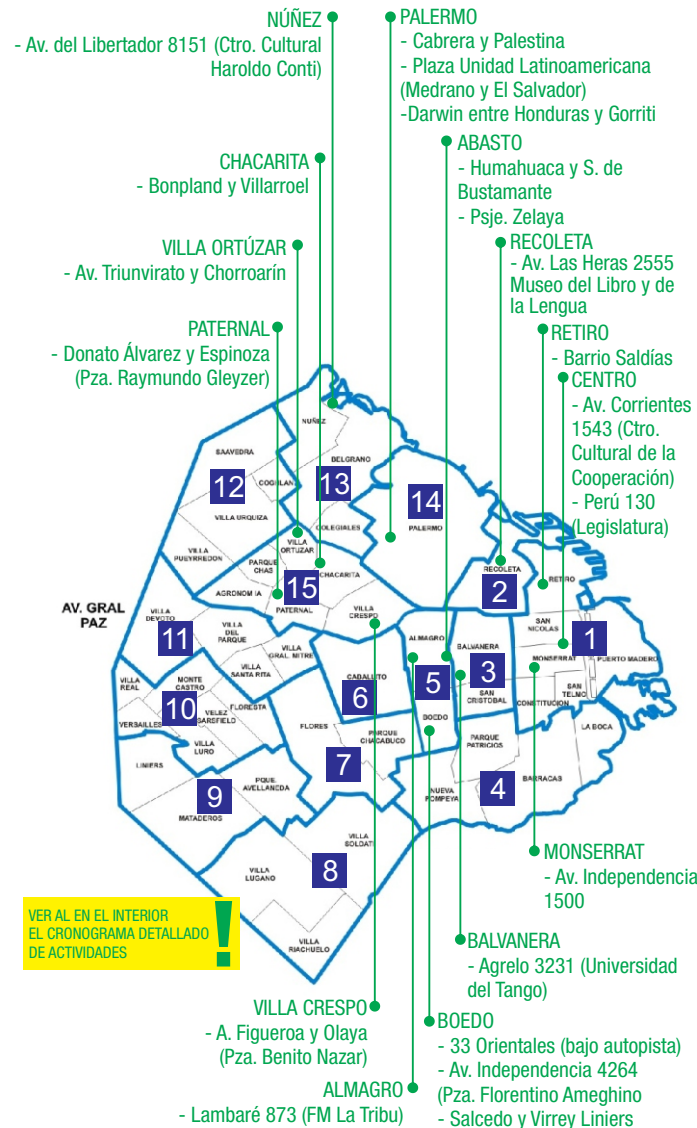 NÚÑEZ
- Av. del Libertador 8151 (Ctro. Cultural
Haroldo Conti)
PALERMO
- Cabrera y Palestina
- Plaza Unidad Latinoamericana
(Medrano y El Salvador)
-Darwin entre Honduras y Gorriti
CHACARITA
- Bonpland y Villarroel
ABASTO
- Humahuaca y S. de
Bustamante
- Psje. Zelaya
VILLA ORTÚZAR
- Av. Triunvirato y Chorroarín
RECOLETA
- Av. Las Heras 2555
Museo del Libro y de
la Lengua
PATERNAL
- Donato Álvarez y Espinoza
(Pza. Raymundo Gleyzer)
RETIRO
- Barrio Saldías
CENTRO
- Av. Corrientes
1543 (Ctro.
Cultural de la
Cooperación)
- Perú 130
(Legislatura)
NUÑEZ
SAAVEDRA
BELGRANO
COGHLAN
12
13
14
VILLA URQUIZA
COLEGIALES
PALERMO
VILLA
PUEYRREDON
VILLA
ORTUZAR
PARQUE
CHAS
CHACARITA
RECOLETA
2
RETIRO
15
AGRONOMIA
PATERNAL
AV. GRAL
PAZ
VILLA
DEVOTO
11
VILLA
DEL
PARQUE
VILLA
CRESPO
SAN
NICOLAS
1
ALMAGRO
BALVANERA
VILLA
GRAL. MITRE
MONSERRAT
PUERTO MADERO
3
5
VILLA
SANTA RITA
VILLA
REAL
MONTE
CASTRO
CABALLITO
6
SAN
CRISTOBAL
SAN
TELMO
CONSTITUCION
10
VELEZ
SARSFIELD
FLORESTA
VERSAILLES
BOEDO
FLORES
PARQUE
CHACABUCO
PARQUE
PATRICIOS
LA BOCA
VILLA
LURO
LINIERS
7
PQUE.
AVELLANEDA
BARRACAS
4
NUEVA
POMPEYA
9
MATADEROS
VILLA
SOLDATI
8
VILLA
LUGANO
VILLA
RIACHUELO
MONSERRAT
- Av. Independencia
1500
VER AL EN EL INTERIOR
EL CRONOGRAMA DETALLADO
DE ACTIVIDADES
!
BALVANERA
- Agrelo 3231 (Universidad
del Tango)
VILLA CRESPO
- A. Figueroa y Olaya
(Pza. Benito Nazar)
BOEDO
- 33 Orientales (bajo autopista)
- Av. Independencia 4264
(Pza. Florentino Ameghino
- Salcedo y Virrey Liniers
ALMAGRO
- Lambaré 873 (FM La Tribu)